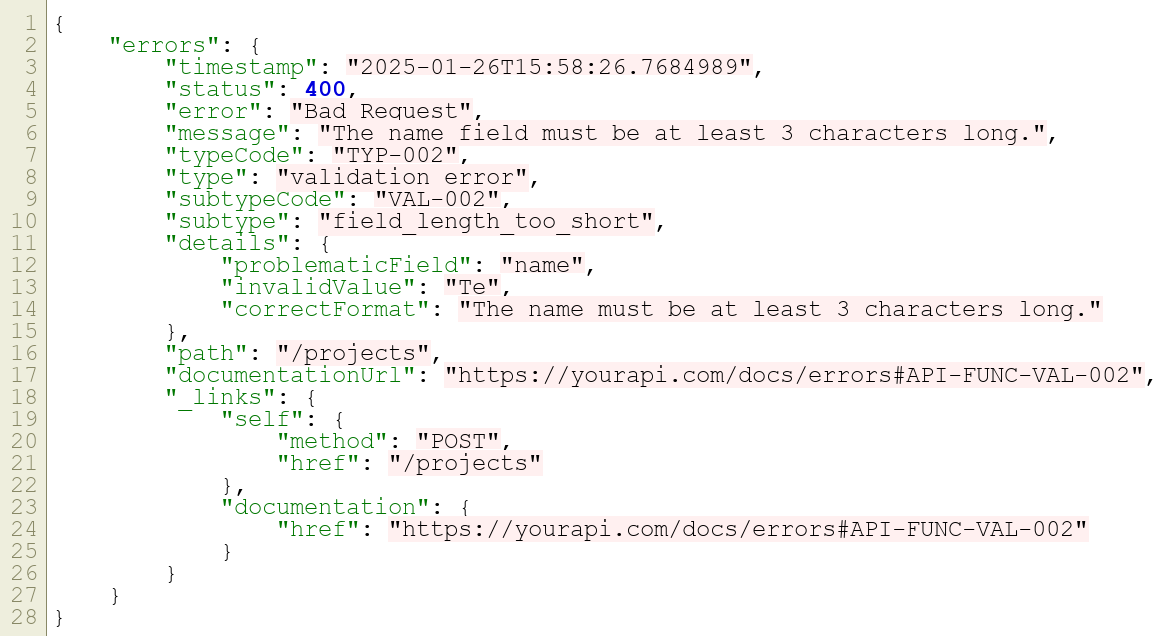 1 {
2     "errors": {
3         "timestamp": "2025-01-26T15:58:26.7684989",
4         "status": 400,
5         "error": "Bad Request",
6         "message": "The name field must be at least 3 characters long.",
7         "typeCode": "TYP-002",
8         "type": "validation error",
9         "subtypeCode": "VAL-002",
10         "subtype": "field_length_too_short",
11         "details": {
12             "problematicField": "name",
13             "invalidValue": "Te",
14             "correctFormat": "The name must be at least 3 characters long."
15         },
16         "path": "/projects",
17         "documentationUrl": "https://yourapi.com/docs/errors#API-FUNC-VAL-002",
18         "_links": {
19             "self": {
20                 "method": "POST",
21                 "href": "/projects"
22             },
23             "documentation": {
24                 "href": "https://yourapi.com/docs/errors#API-FUNC-VAL-002"
25             }
26         }
27     }
28 }